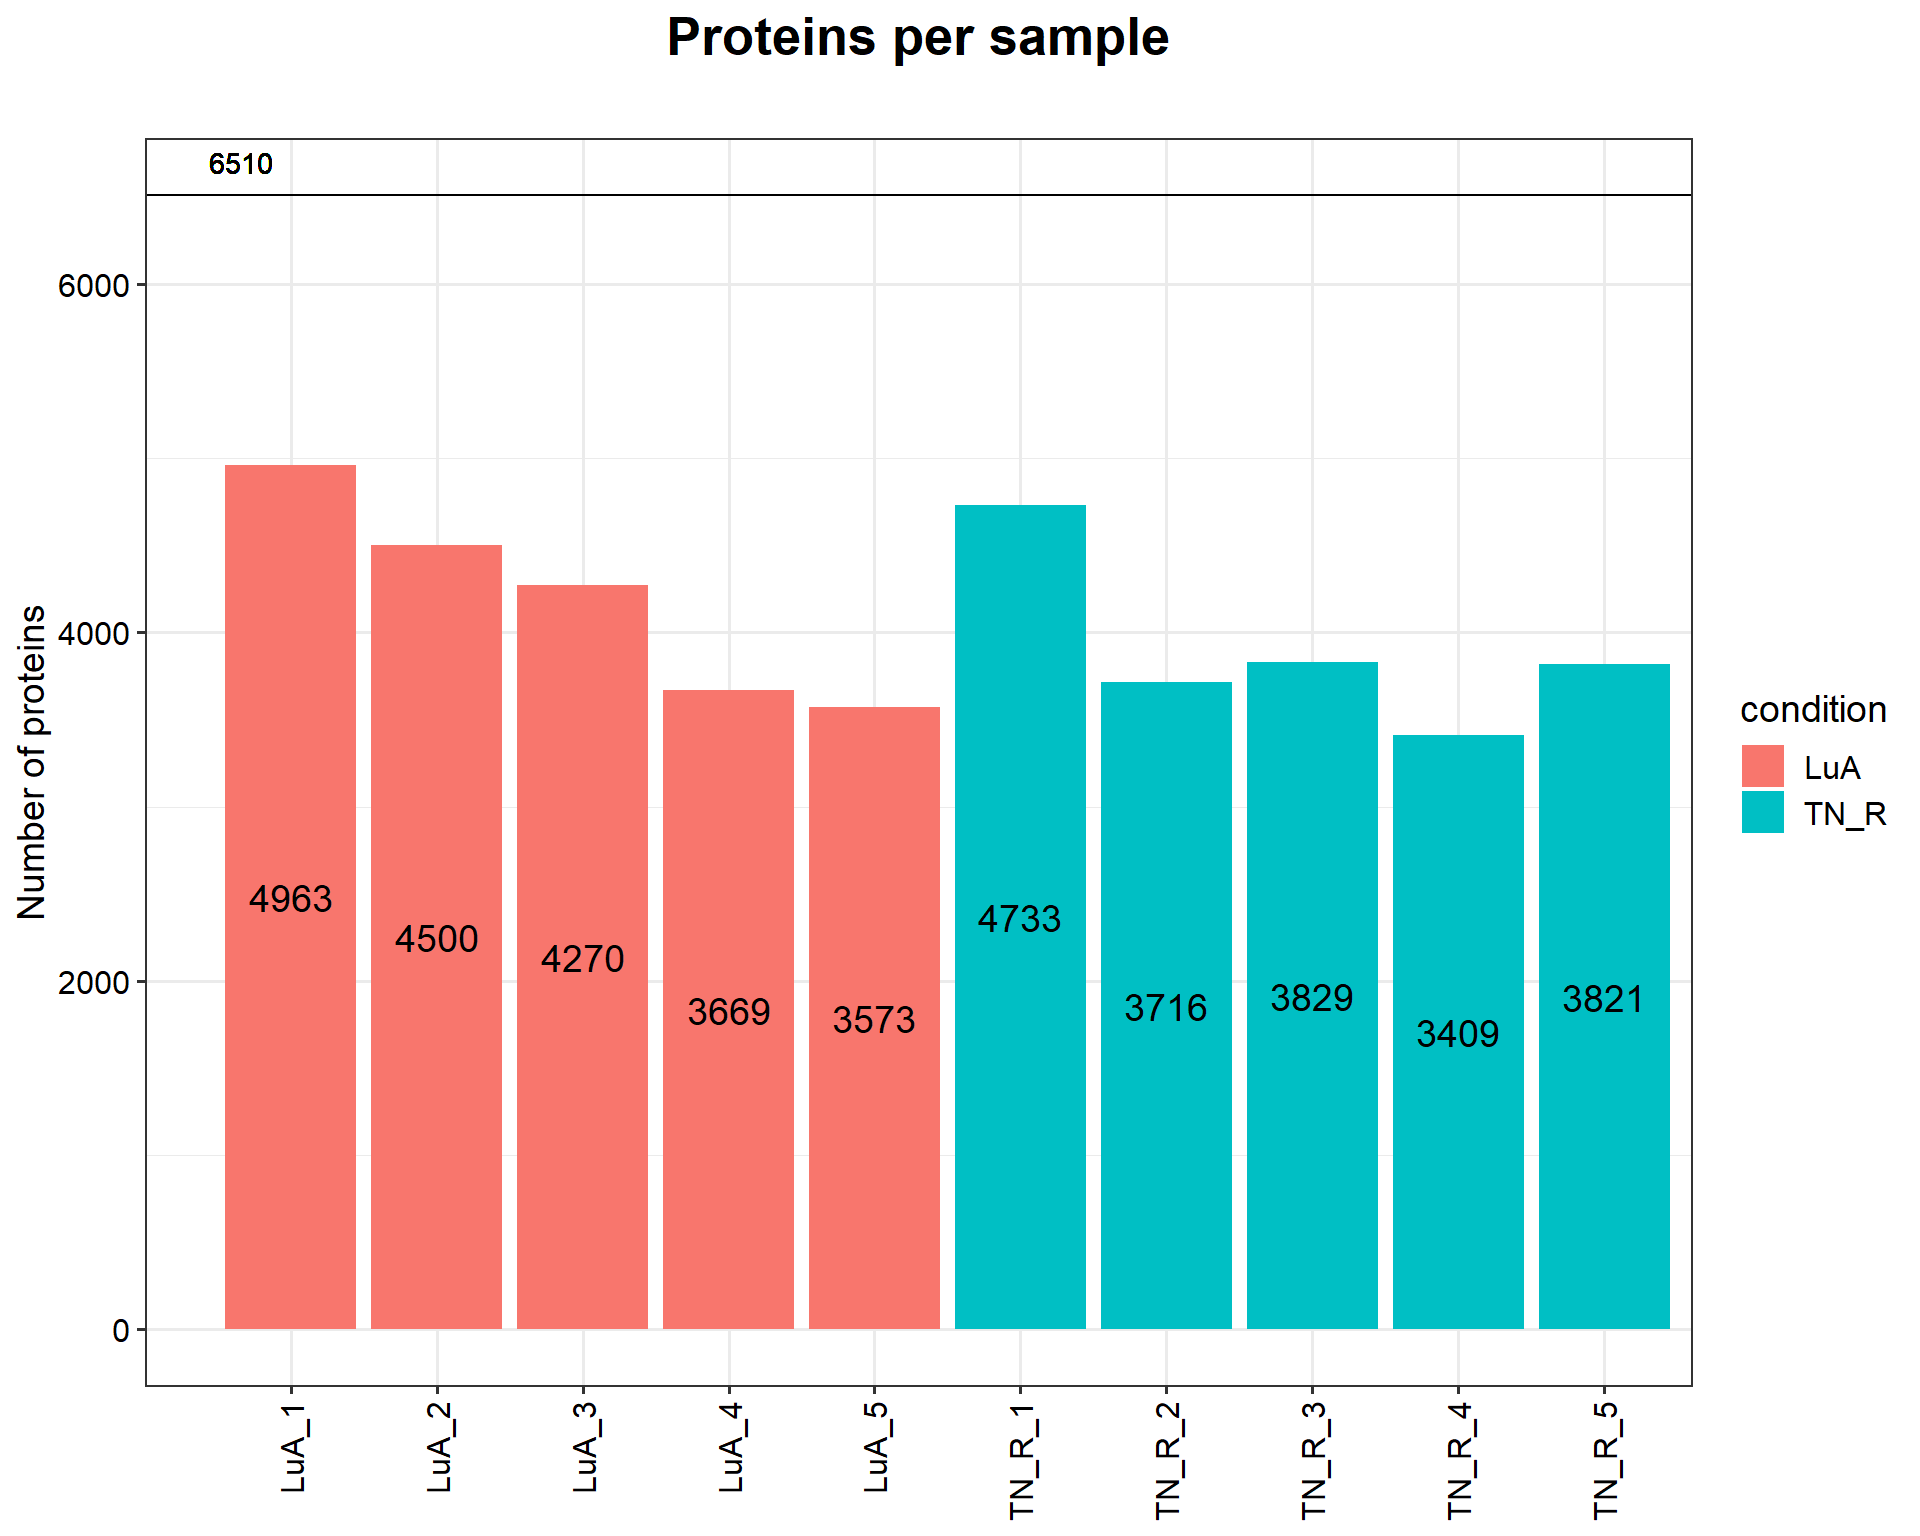 Proteins per sample
6510
6000
4000
2000
0
Number of proteins
4963
4500
4270
3669
3573
4733
3716
3829
3409
3821
LuA_1
LuA_2
LuA_3
LuA_4
LuA_5
TN_R_1
TN_R_2
TN_R_3
TN_R_4
TN_R_5
condition
LuA
TN_R